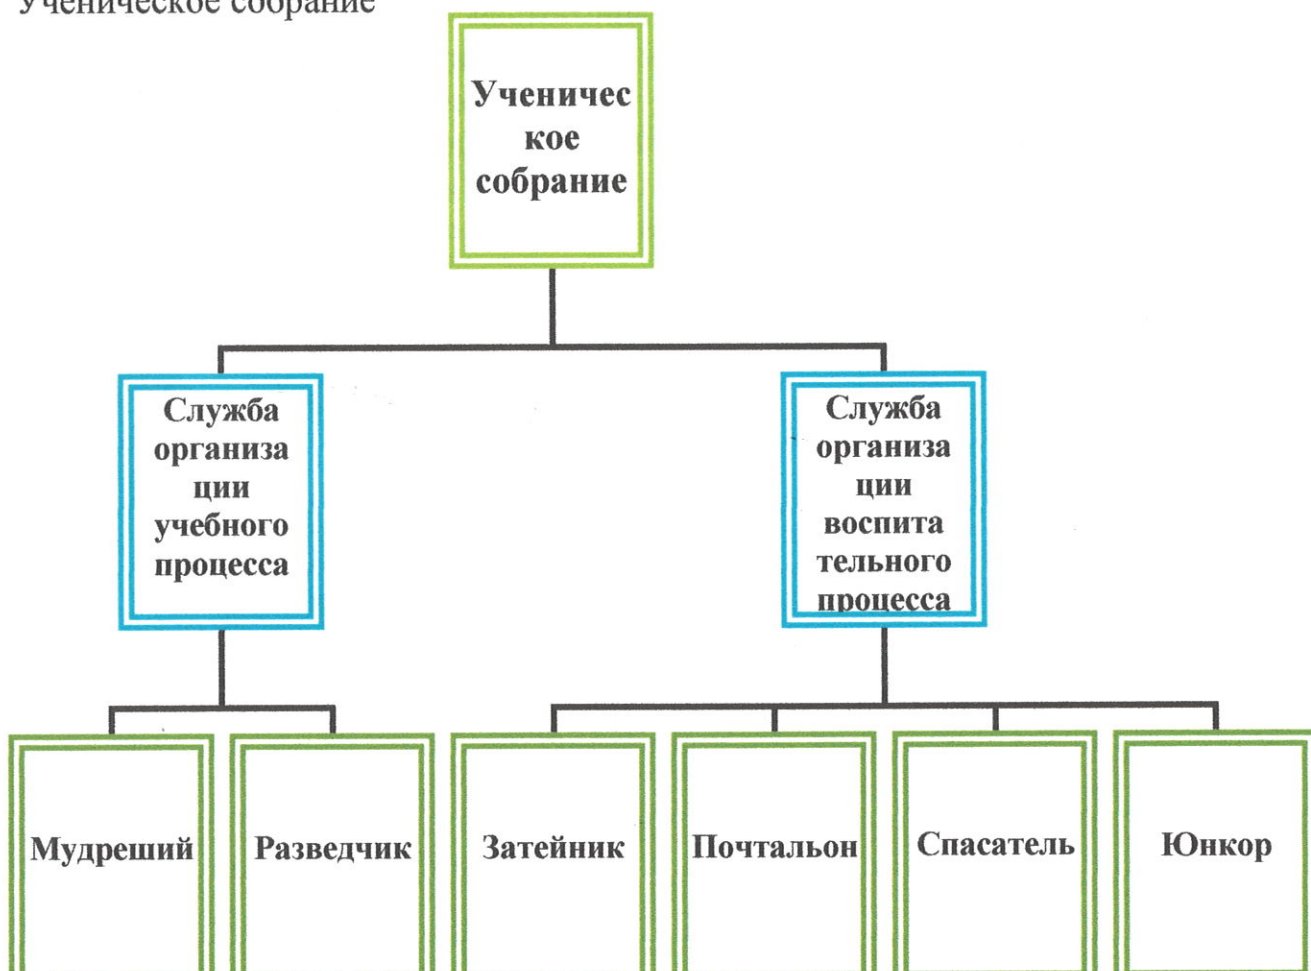 Ученическое собрание
Ученичес
кое
собрание
Служба
организа
ции
учебного
процесса
Служба
организа
ции
воспита
тельного
процесса
Мудреший
Разведчик
Затейник
Почтальон
Спасатель
Юнкор